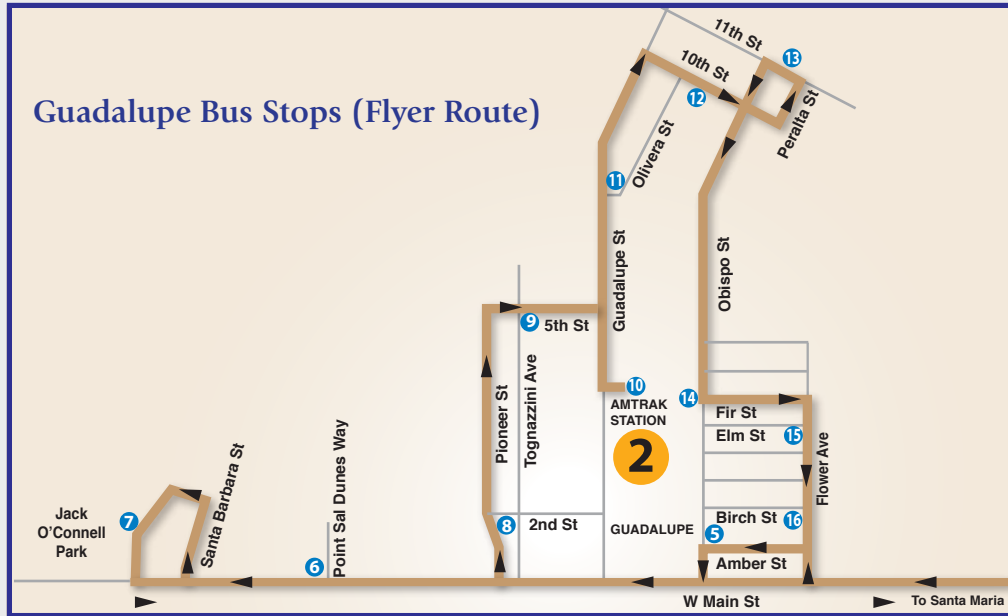 Guadalupe Bus Stops (Flyer Route)
11th St
13
10th St
12
Peralta St
Olivera St
11
Guadalupe St
Obispo St
9
5th St
10
AMTRAK
STATION
2
14
Fir St
Elm St
15
Flower Ave
Pioneer St
Tognazzini Ave
Birch St
16
8
2nd St
GUADALUPE
5
Amber St
Jack
O'Connell
Park
7
Santa Barbara St
6
Point Sal Dunes Way
W Main St
To Santa Maria